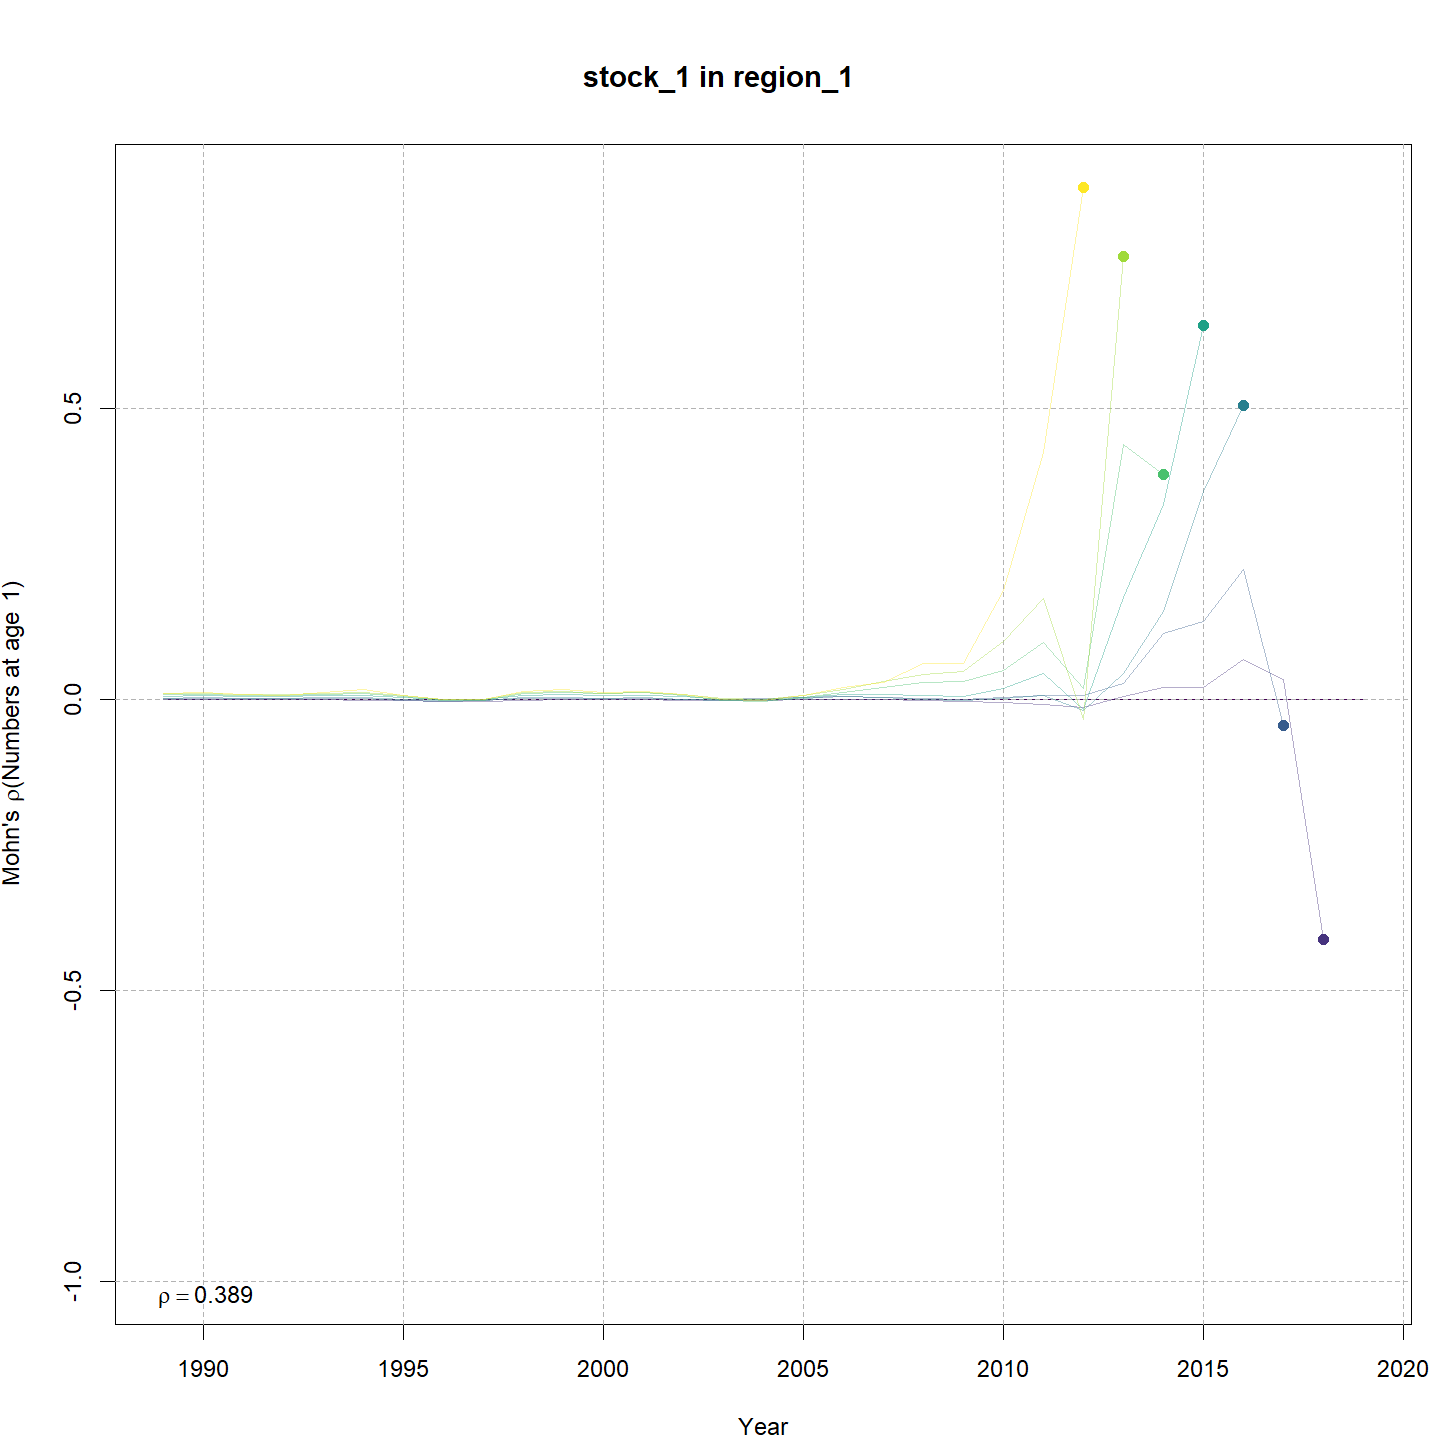 stock_1 in region_1
Mohn's ρ(Numbers at age 1)
0.5
0.0
-0.5
-1.0
ρ = 0.389
1990 1995 2000 2005 2010 2015 2020
Year